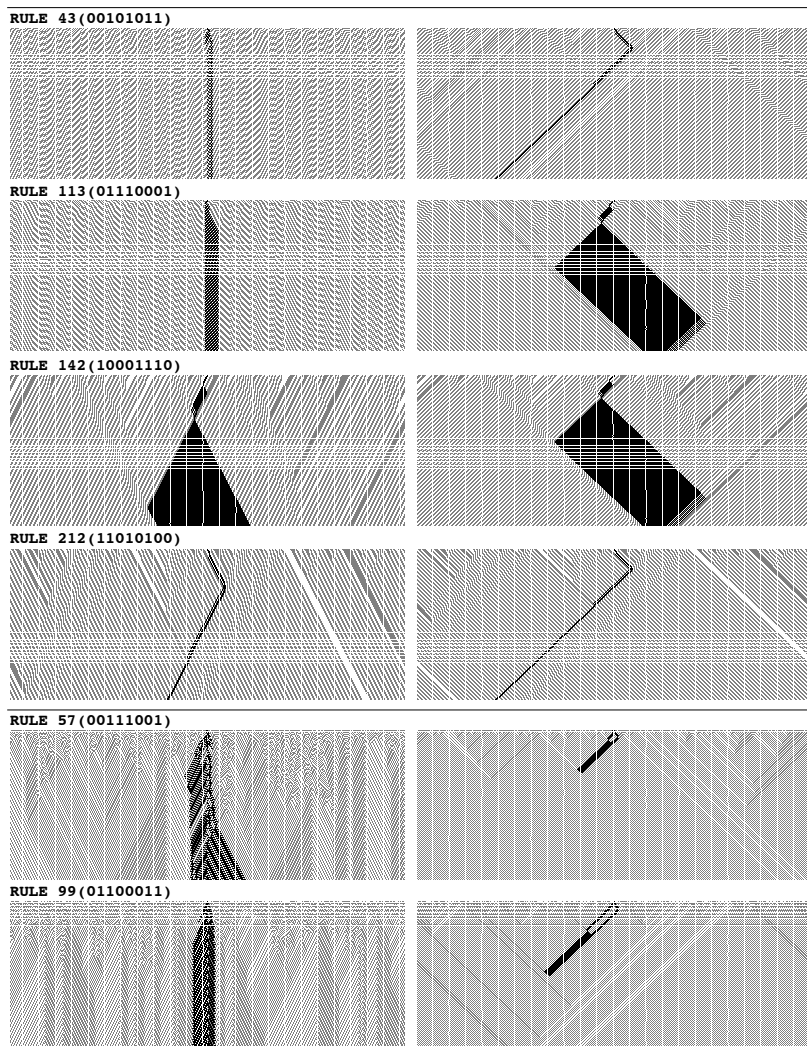 RULE 43(00101011)
RULE 113(01110001)
RULE 142(10001110)
RULE 212(11010100)
RULE 57(00111001)
RULE 99(01100011)